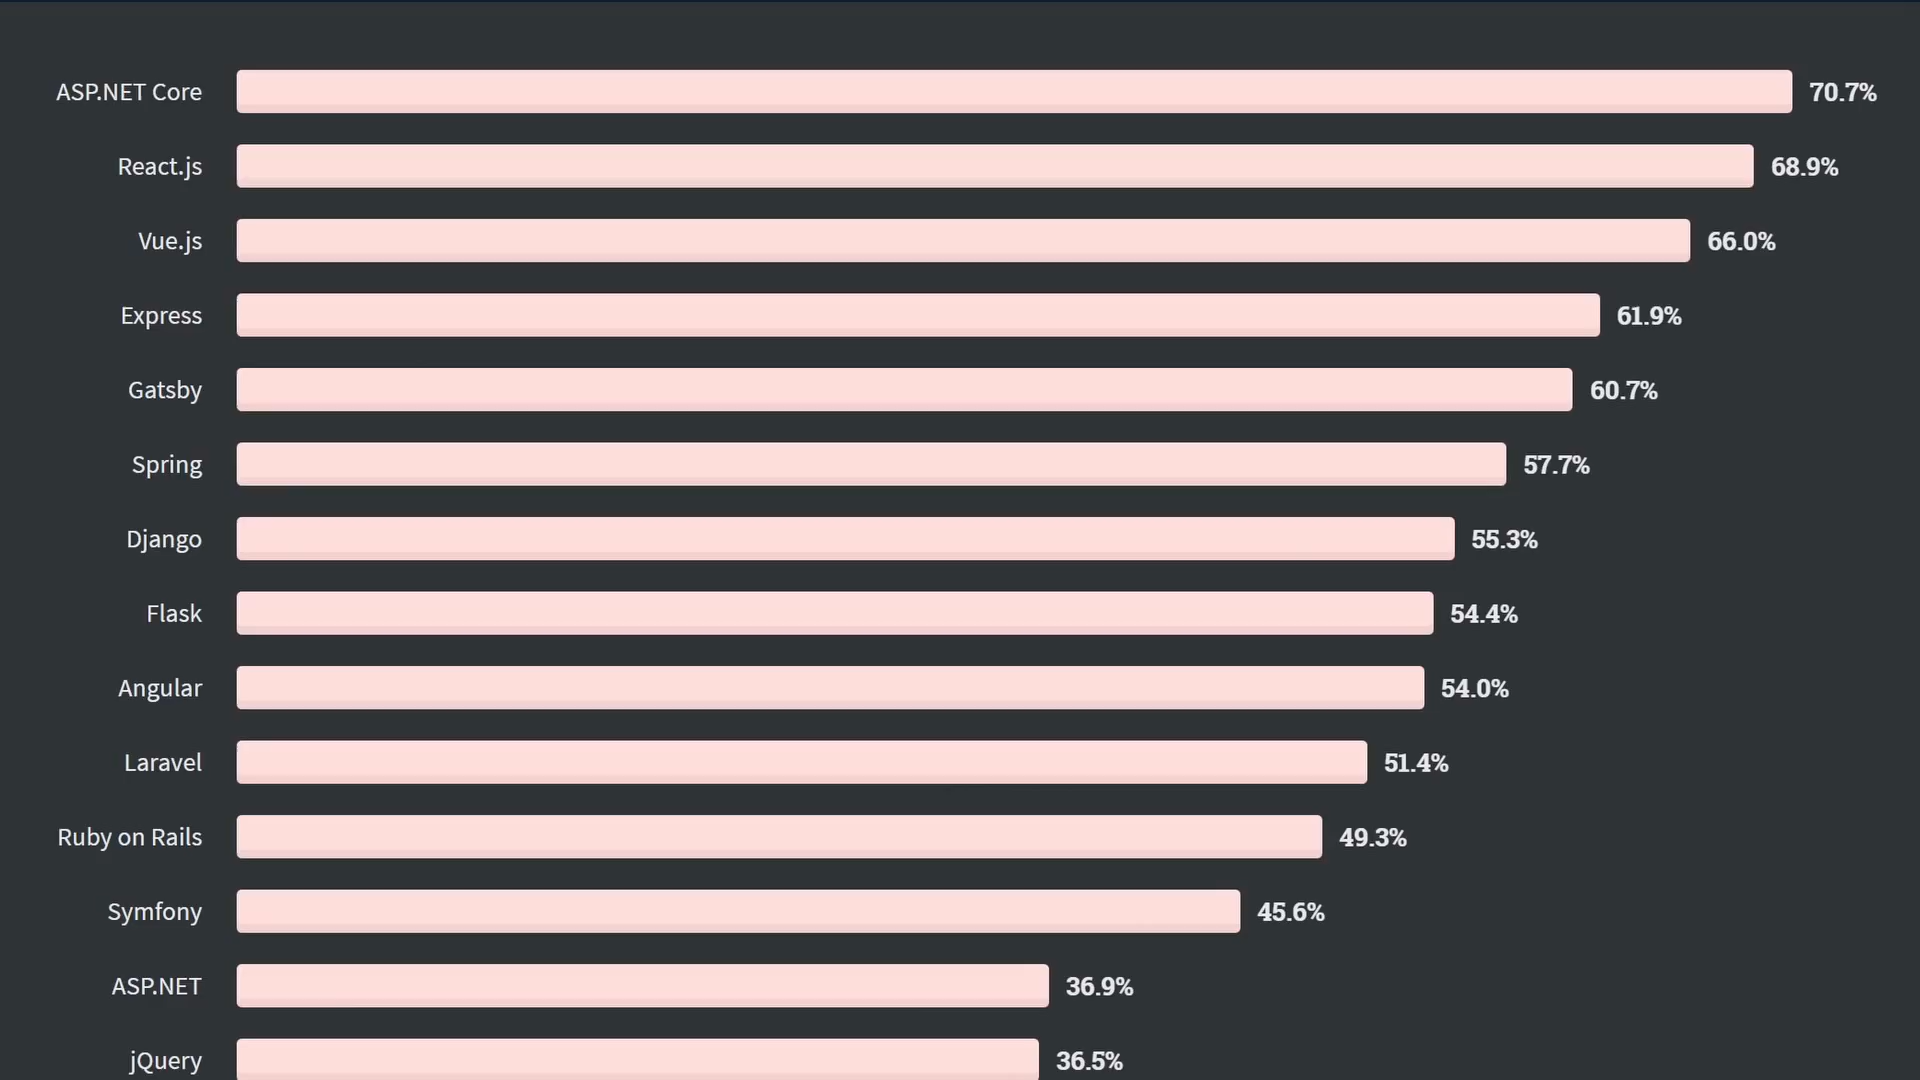 ASP.NET Core 70.7%
React.js 68.9%
Vue.js 66.0%
Express 61.9%
Gatsby 60.7%
Spring 57.7%
Django 55.3%
Flask 54.4%
Angular 54.0%
Laravel 51.4%
Ruby on Rails 49.3%
Symfony 45.6%
ASP.NET 36.9%
jQuery 36.5%